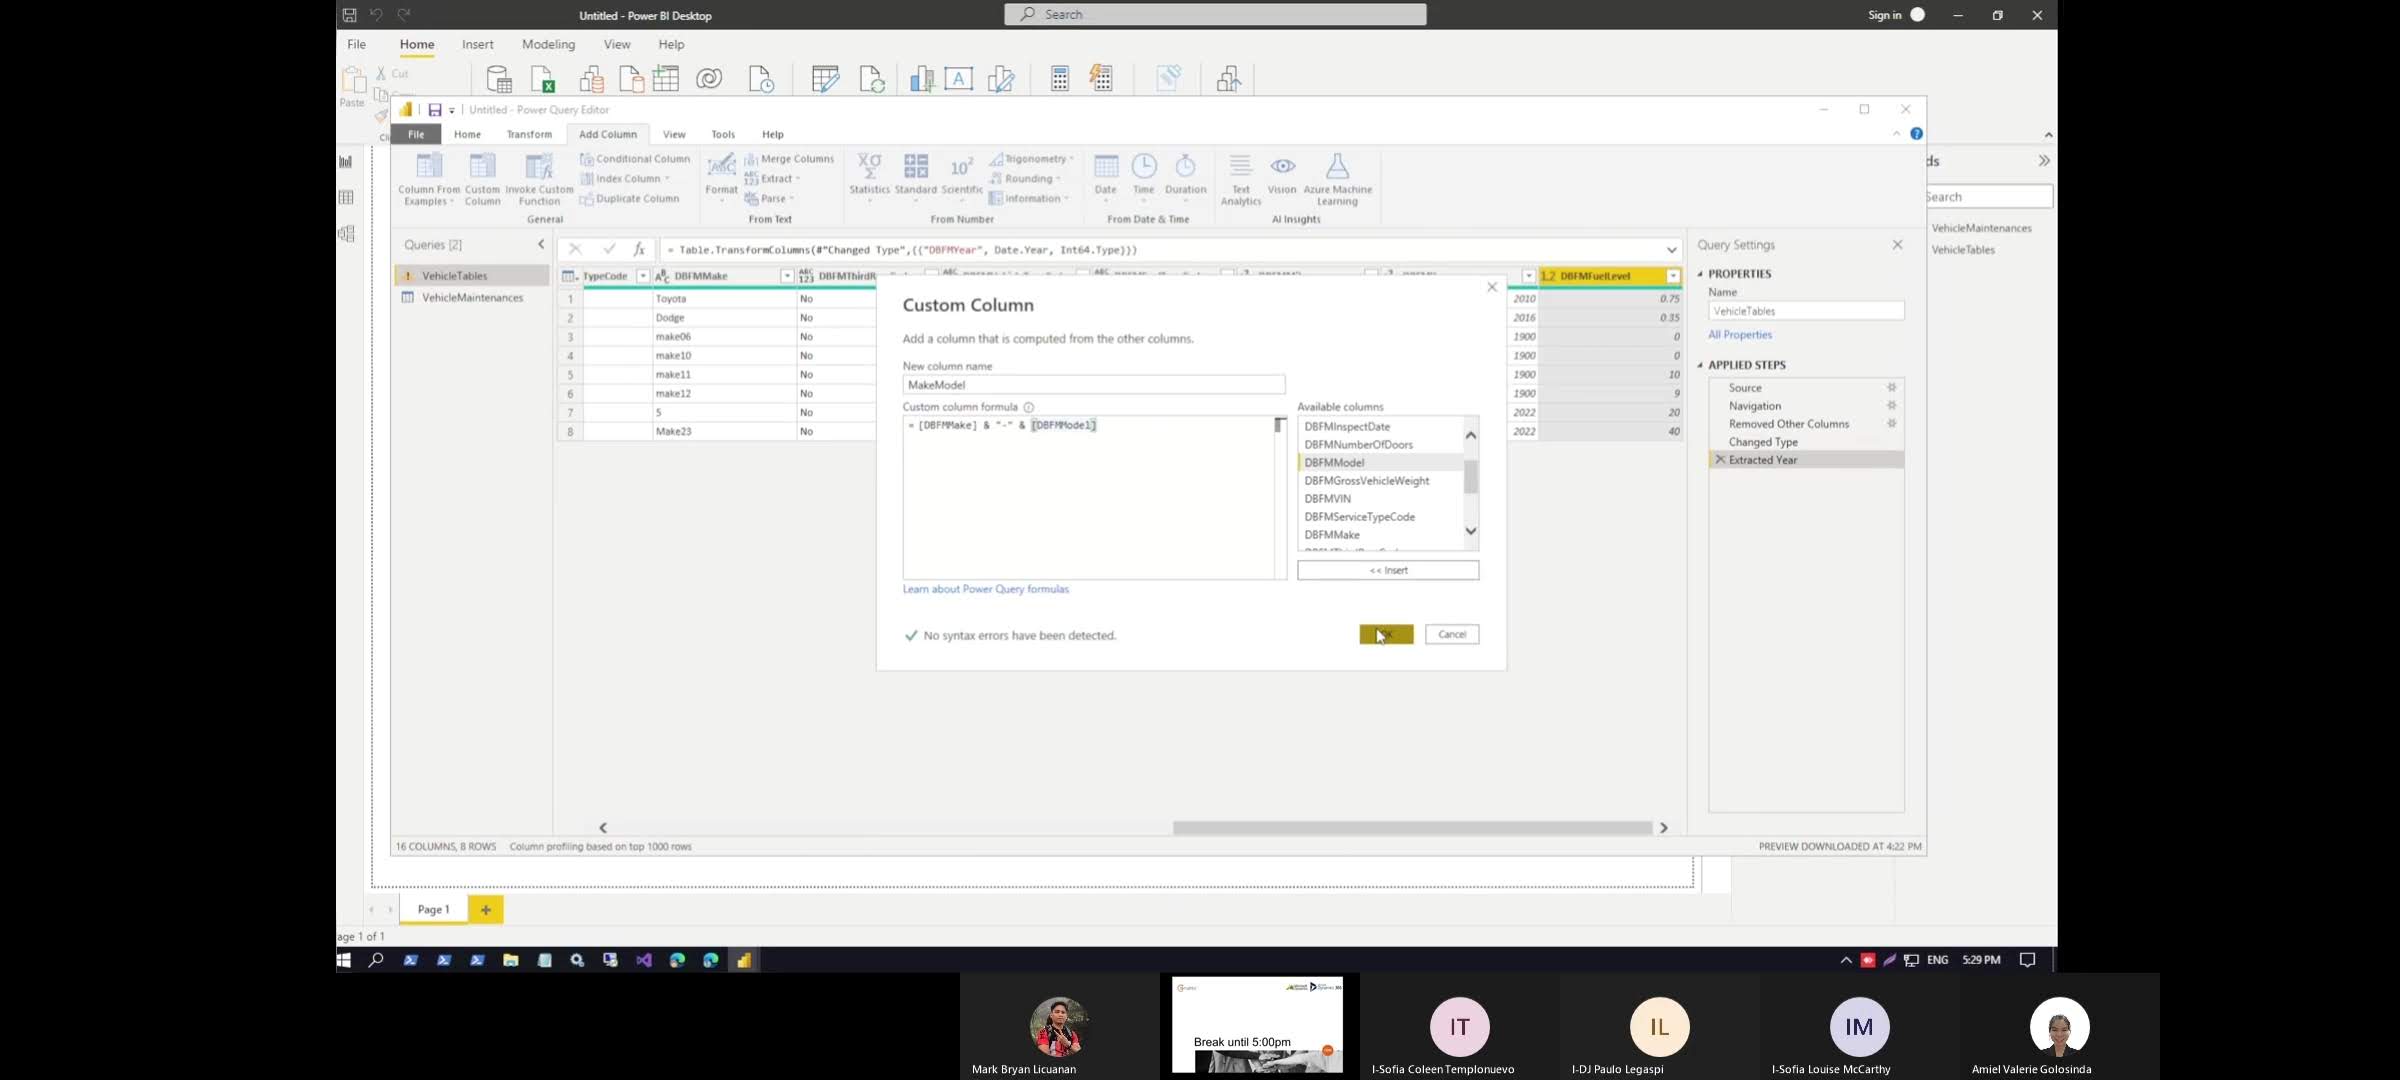 Untitled - Power BI Desktop
Search
Sign in
File Home Insert Modeling View Help
Cut
Paste
Untitled - Power Query Editor
File Home Transform Add Column View Tools Help
Conditional Column
Index Column
Duplicate Column
Column From Examples
Custom Column
Invoke Custom Function
General
Format
Merge Columns
Extract
Parse
From Text
Statistics
Standard
Scientific
Trigonometry
Rounding
Information
From Number
Date
Time
Duration
From Date & Time
Text Analytics
Vision
Azure Machine Learning
AI Insights
ds
Search
VehicleMaintenances
VehicleTables
Queries [2]
VehicleTables
VehicleMaintenances
= Table.TransformColumns(#"Changed Type",{{"DBFMYear", Date.Year, Int64.Type}})
TypeCode DBFMMake DBFMThirdR 1.2 DBFMFuelLevel
1 Toyota No 2010 0.75
2 Dodge No 2016 0.35
3 make06 No 1900 0
4 make10 No 1900 0
5 make11 No 1900 10
6 make12 No 1900 9
7 5 No 2022 20
8 Make23 No 2022 40
Custom Column
Add a column that is computed from the other columns.
New column name
MakeModel
Custom column formula
= [DBFMMake] & "-" & [DBFMModel]
Available columns
DBFMInspectDate
DBFMNumberOfDoors
DBFMModel
DBFMGrossVehicleWeight
DBFMVIN
DBFMServiceTypeCode
DBFMMake
<< Insert
Learn about Power Query formulas
No syntax errors have been detected.
Cancel
Query Settings
PROPERTIES
Name
VehicleTables
All Properties
APPLIED STEPS
Source
Navigation
Removed Other Columns
Changed Type
Extracted Year
16 COLUMNS, 8 ROWS Column profiling based on top 1000 rows
PREVIEW DOWNLOADED AT 4:22 PM
Page 1
age 1 of 1
ENG 5:29 PM
Break until 5:00pm
IT
IL
IM
Mark Bryan Licuanan
I-Sofia Coleen Templonuevo
I-DJ Paulo Legaspi
I-Sofia Louise McCarthy
Amiel Valerie Golosinda